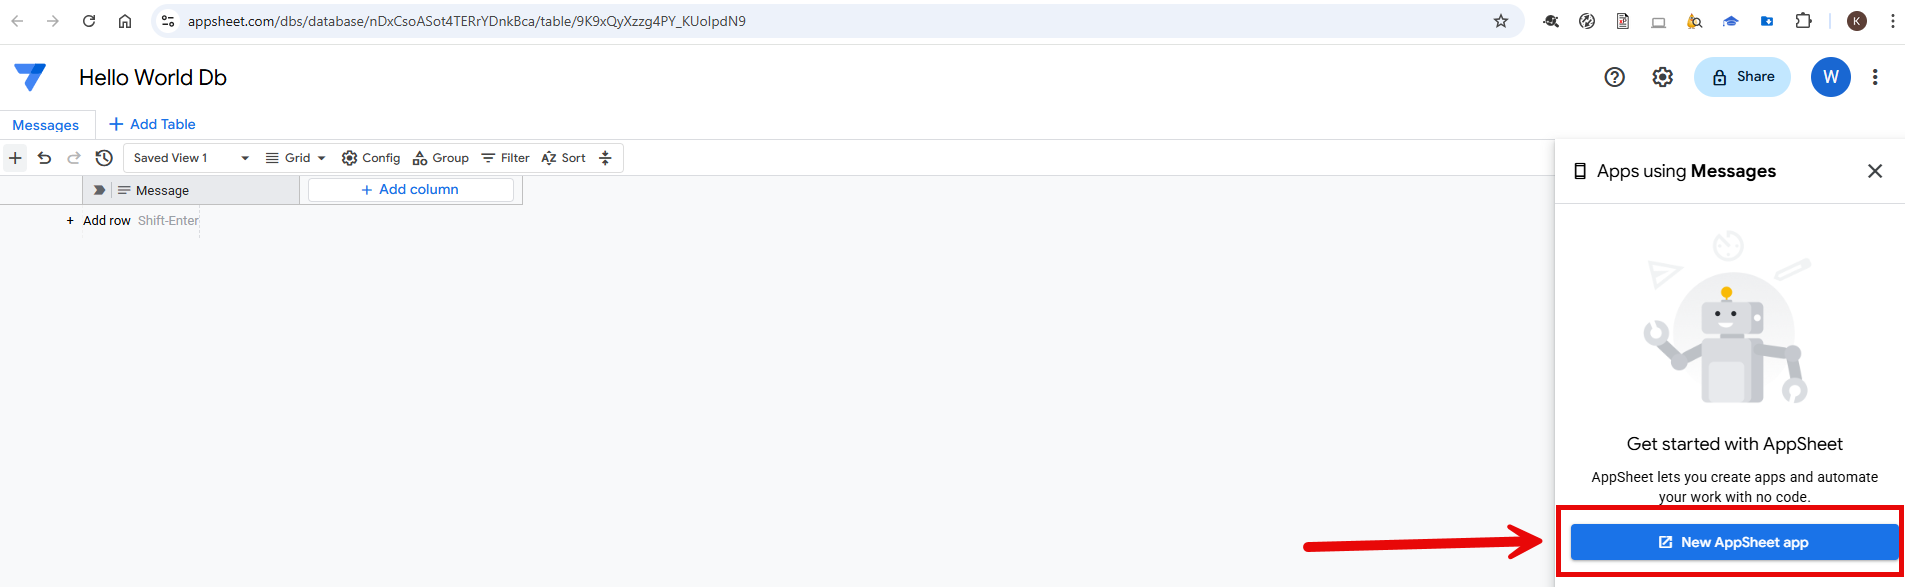 appsheet.com/dbs/database/nDxCsoASot4TERrYDnkBca/table/9K9xQyXzzg4PY_KUoIpdN9
K
Hello World Db
Share
W
Messages
Add Table
Saved View 1
Grid
Config
Group
Filter
Sort
Message
Add column
Add row Shift-Enter
Apps using Messages
Get started with AppSheet
AppSheet lets you create apps and automate
your work with no code.
New AppSheet app